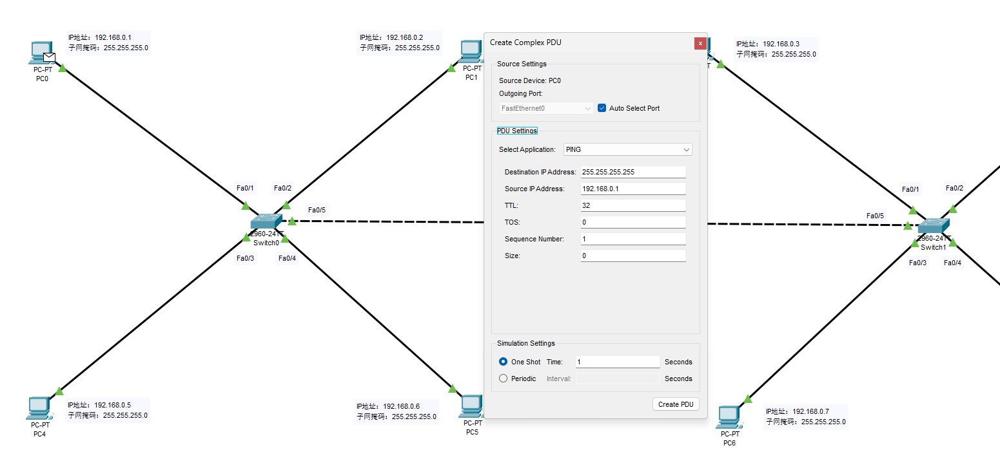 IP地址：192.168.0.1
子网掩码：255.255.255.0
PC-PT
PC0
IP地址：192.168.0.2
子网掩码：255.255.255.0
PC-PT
PC1
IP地址：192.168.0.3
子网掩码：255.255.255.0
T
Create Complex PDU
x
Source Settings
Source Device: PC0
Outgoing Port:
FastEthernet0
Auto Select Port
PDU Settings
Select Application: PING
Destination IP Address: 255.255.255.255
Source IP Address: 192.168.0.1
TTL: 32
TOS: 0
Sequence Number: 1
Size: 0
Simulation Settings
One Shot Time: 1 Seconds
Periodic Interval: Seconds
Create PDU
Fa0/1
Fa0/2
Fa0/5
2960-24TT
Switch0
Fa0/3
Fa0/4
Fa0/1
Fa0/2
Fa0/5
2960-24TT
Switch1
Fa0/3
Fa0/4
IP地址：192.168.0.5
子网掩码：255.255.255.0
PC-PT
PC4
IP地址：192.168.0.6
子网掩码：255.255.255.0
PC-PT
PC5
IP地址：192.168.0.7
子网掩码：255.255.255.0
PC-PT
PC6